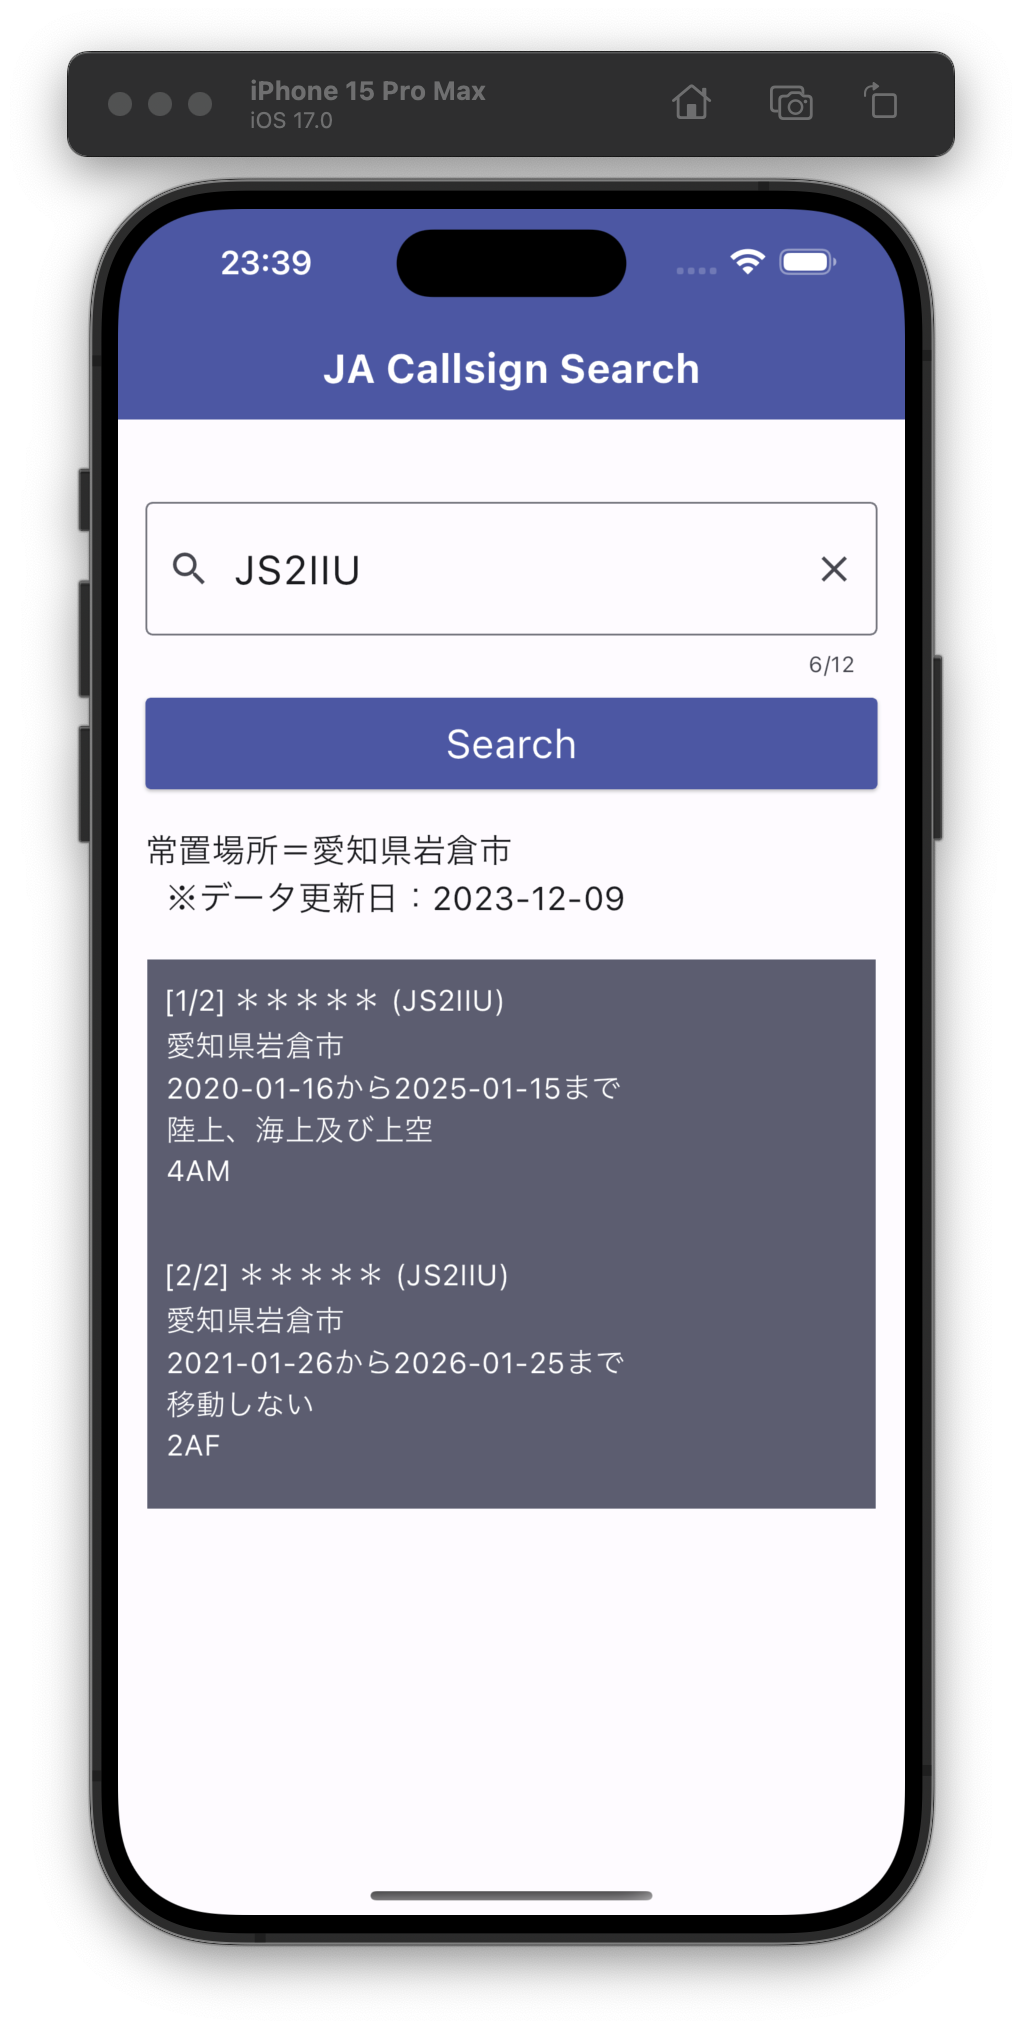 iPhone 15 Pro Max
iOS 17.0
23:39
JA Callsign Search
JS2IIU
6/12
Search
常置場所＝愛知県岩倉市
※データ更新日：2023-12-09
[1/2] ＊＊＊＊＊ (JS2IIU)
愛知県岩倉市
2020-01-16から2025-01-15まで
陸上、海上及び上空
4AM
[2/2] ＊＊＊＊＊ (JS2IIU)
愛知県岩倉市
2021-01-26から2026-01-25まで
移動しない
2AF